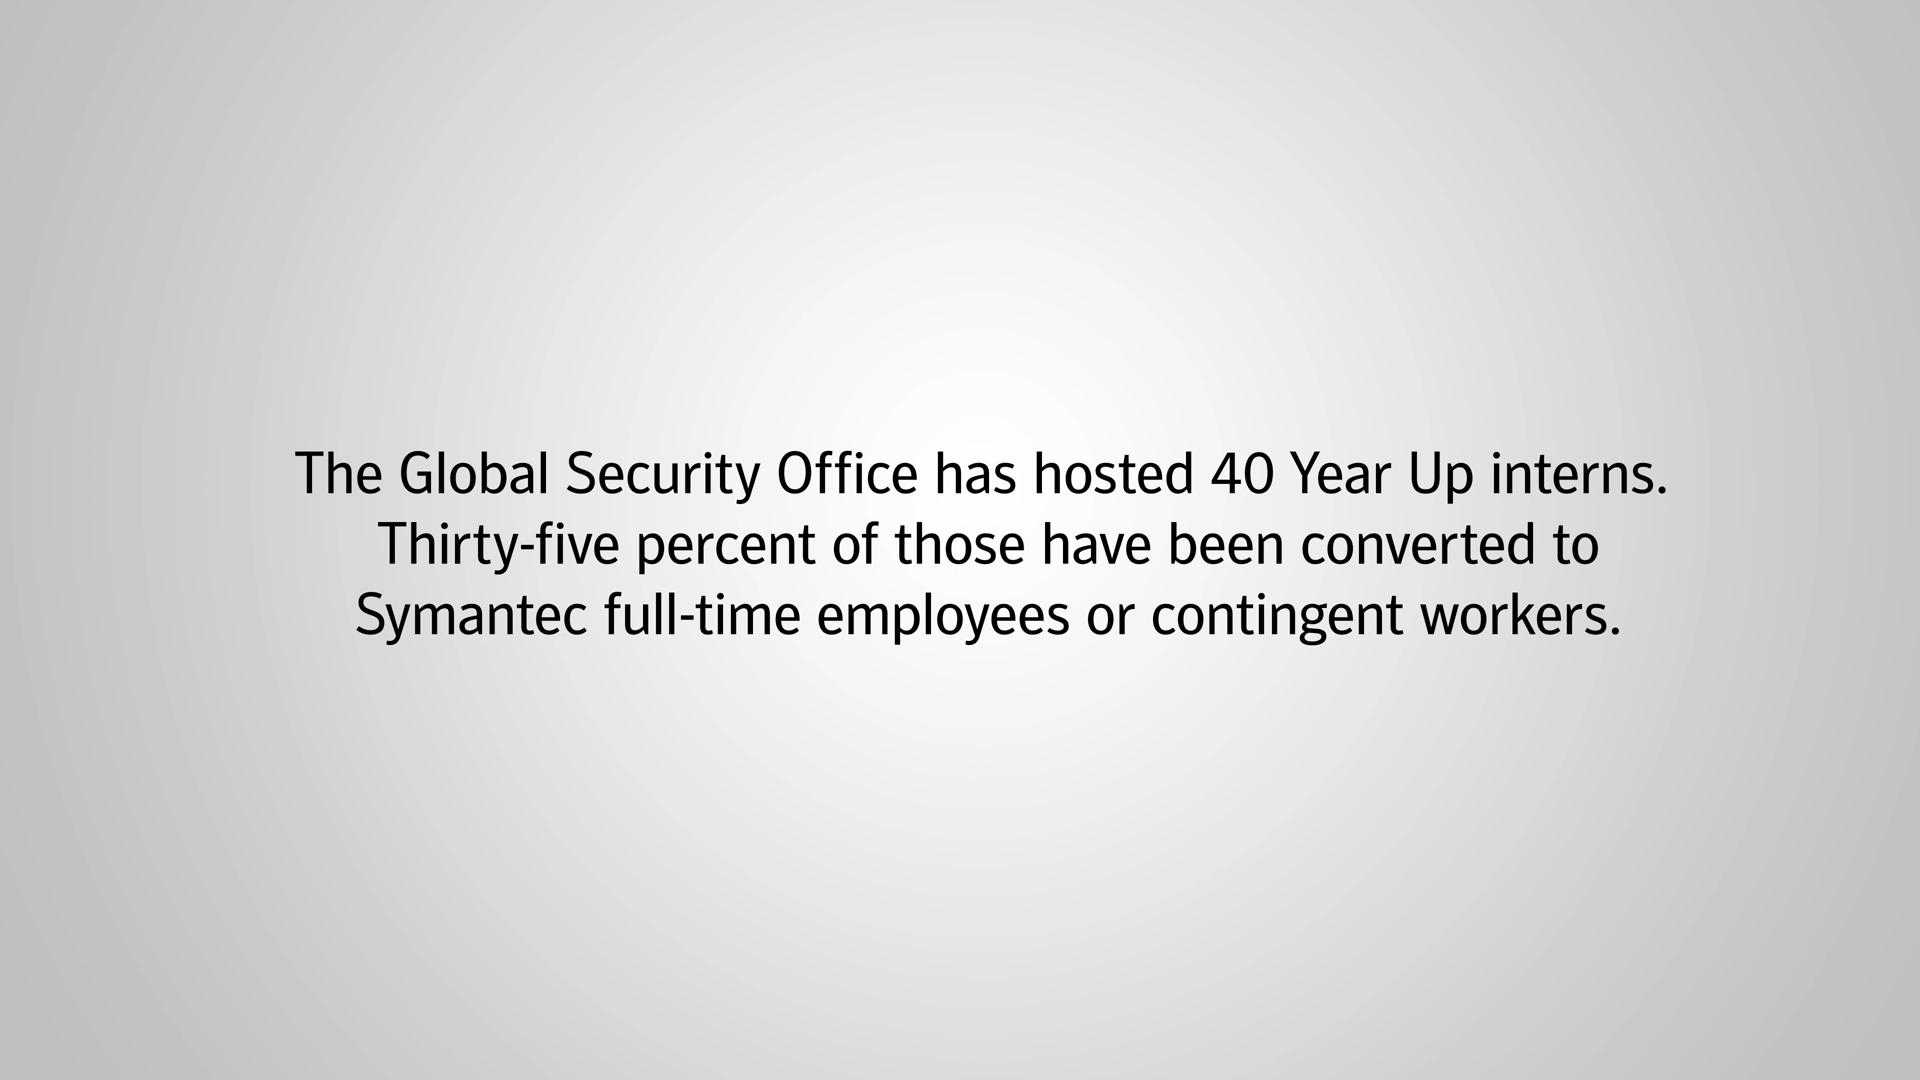 The Global Security Office has hosted 40 Year Up interns.
Thirty-five percent of those have been converted to
Symantec full-time employees or contingent workers.